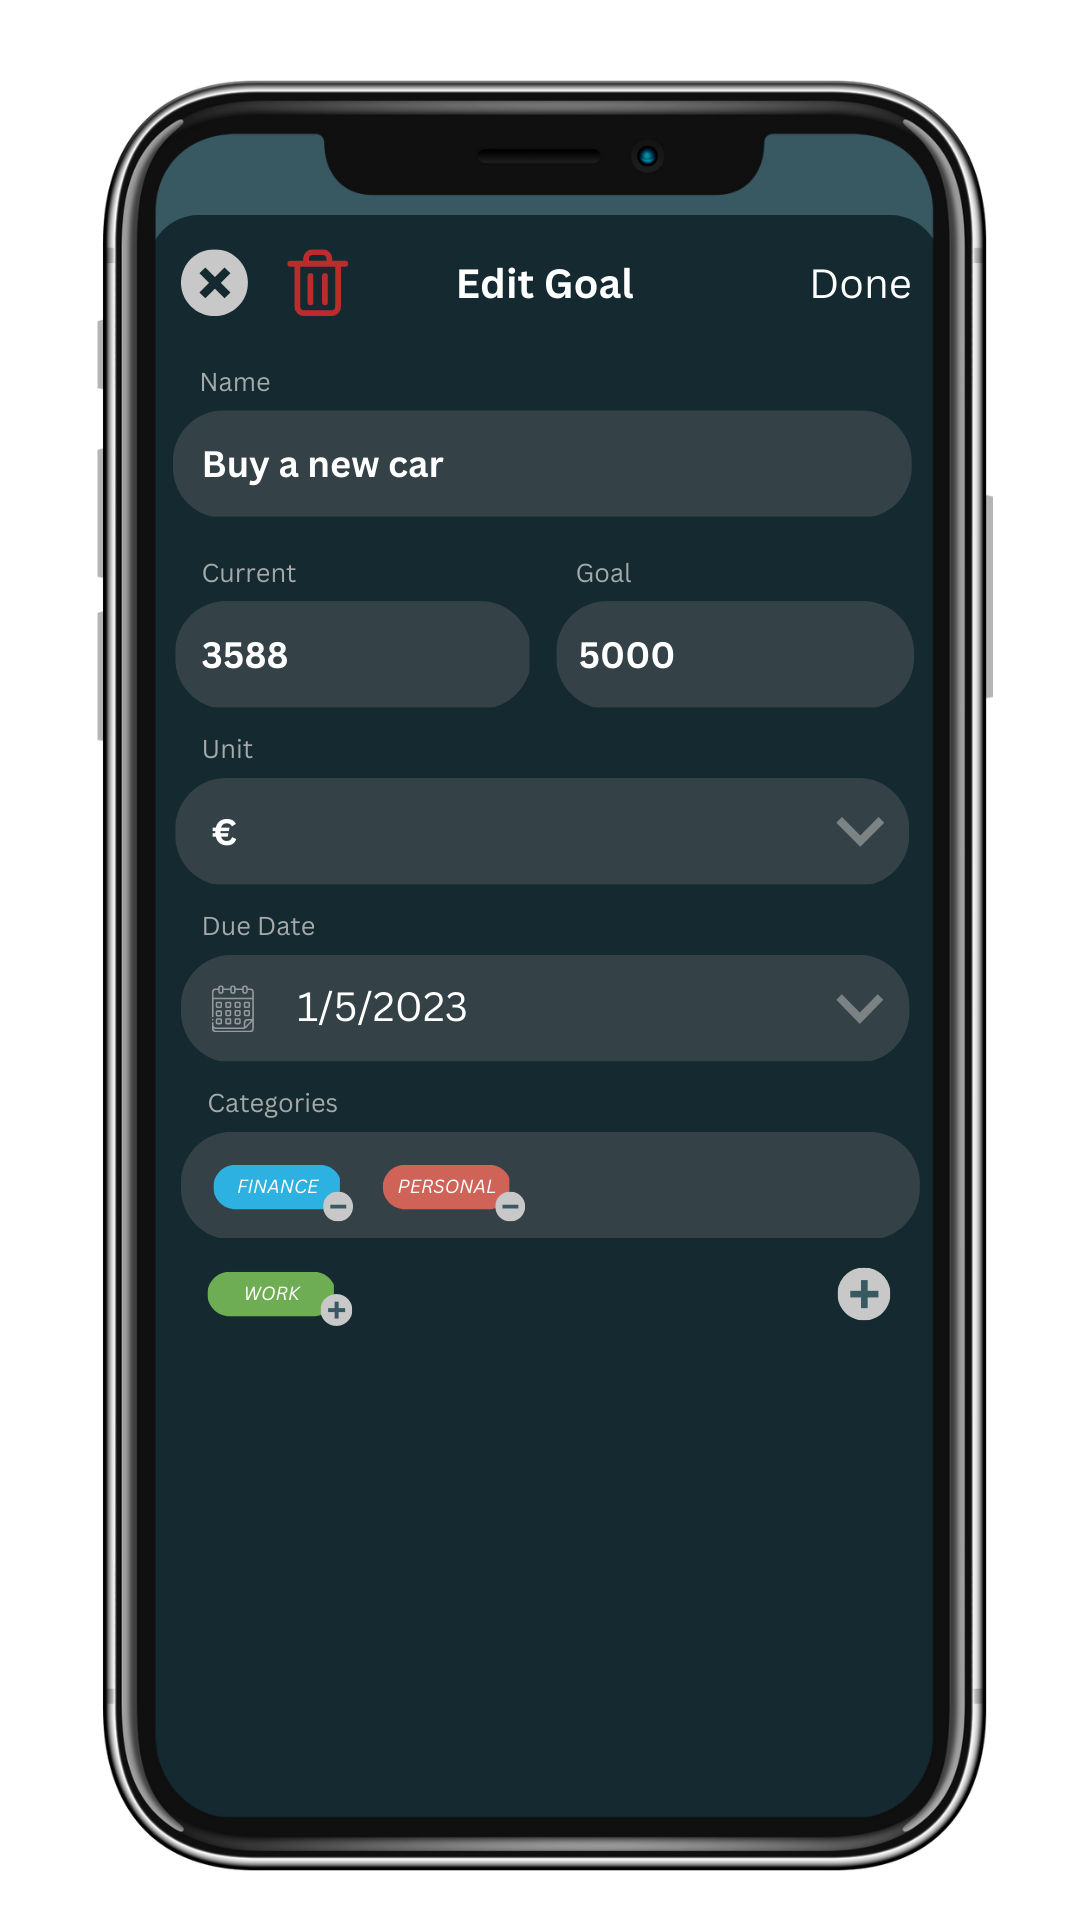 Edit Goal Done
Name
Buy a new car
Current Goal
3588 5000
Unit
€
Due Date
1/5/2023
Categories
FINANCE PERSONAL
WORK